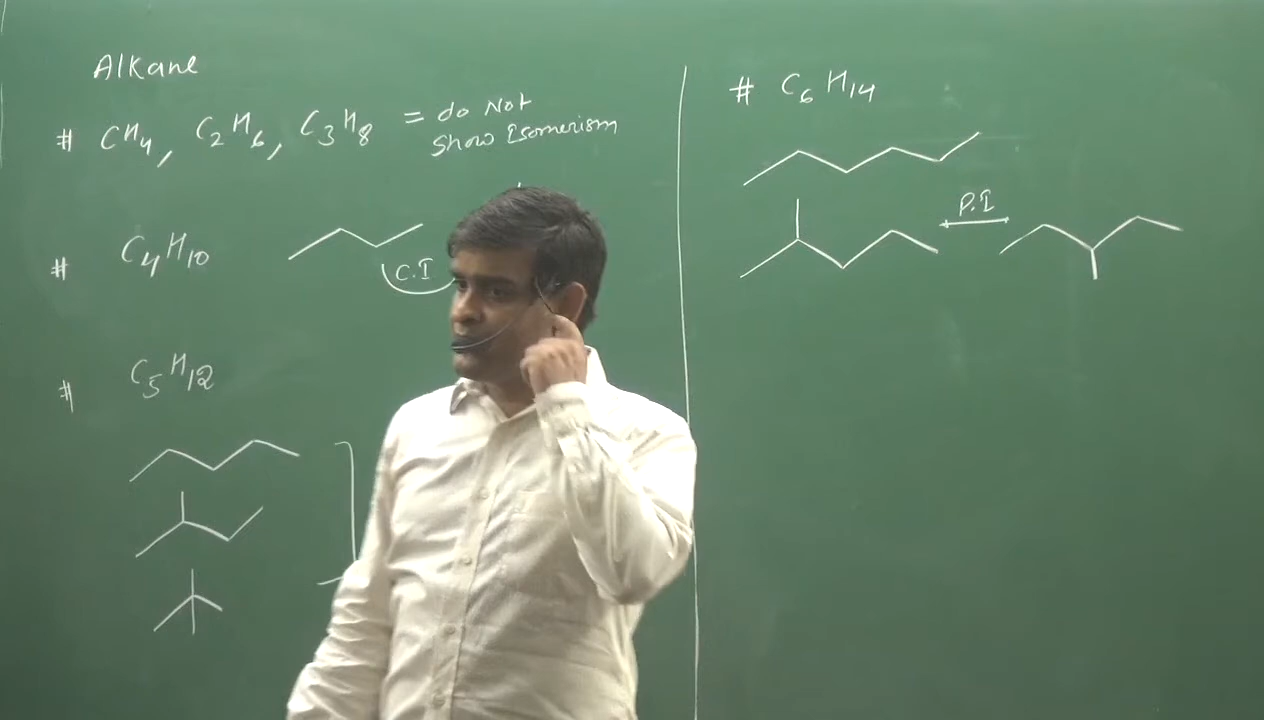 Alkane
# CH4, C2H6, C3H8 = do Not
Show Isomerism
# C4H10
C.I
# C5H12
# C6H14
P.I